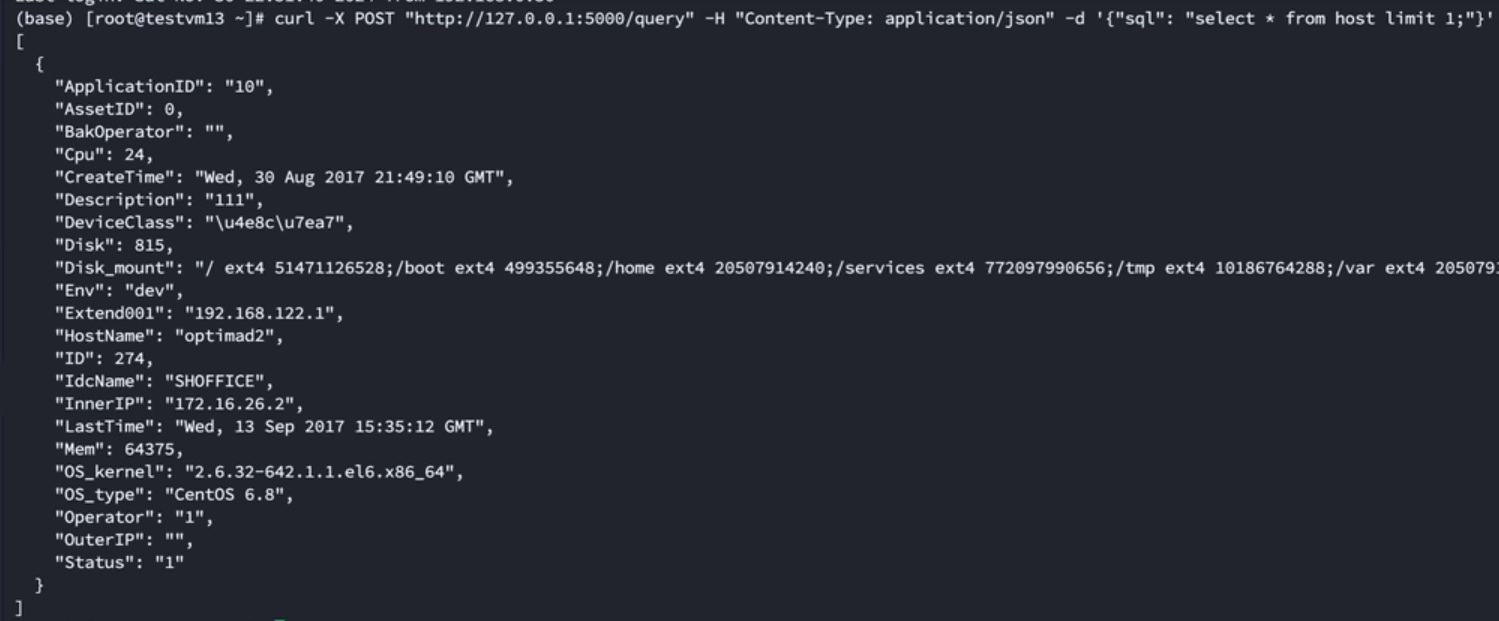 (base) [root@testvm13 ~]# curl -X POST "http://127.0.0.1:5000/query" -H "Content-Type: application/json" -d '{"sql": "select * from host limit 1;"}'
[
  {
    "ApplicationID": "10",
    "AssetID": 0,
    "BakOperator": "",
    "Cpu": 24,
    "CreateTime": "Wed, 30 Aug 2017 21:49:10 GMT",
    "Description": "111",
    "DeviceClass": "\u4e8c\u7ea7",
    "Disk": 815,
    "Disk_mount": "/ ext4 51471126528;/boot ext4 499355648;/home ext4 20507914240;/services ext4 772097990656;/tmp ext4 10186764288;/var ext4 2050791
    "Env": "dev",
    "Extend001": "192.168.122.1",
    "HostName": "optimad2",
    "ID": 274,
    "IdcName": "SHOFFICE",
    "InnerIP": "172.16.26.2",
    "LastTime": "Wed, 13 Sep 2017 15:35:12 GMT",
    "Mem": 64375,
    "OS_kernel": "2.6.32-642.1.1.el6.x86_64",
    "OS_type": "CentOS 6.8",
    "Operator": "1",
    "OuterIP": "",
    "Status": "1"
  }
]